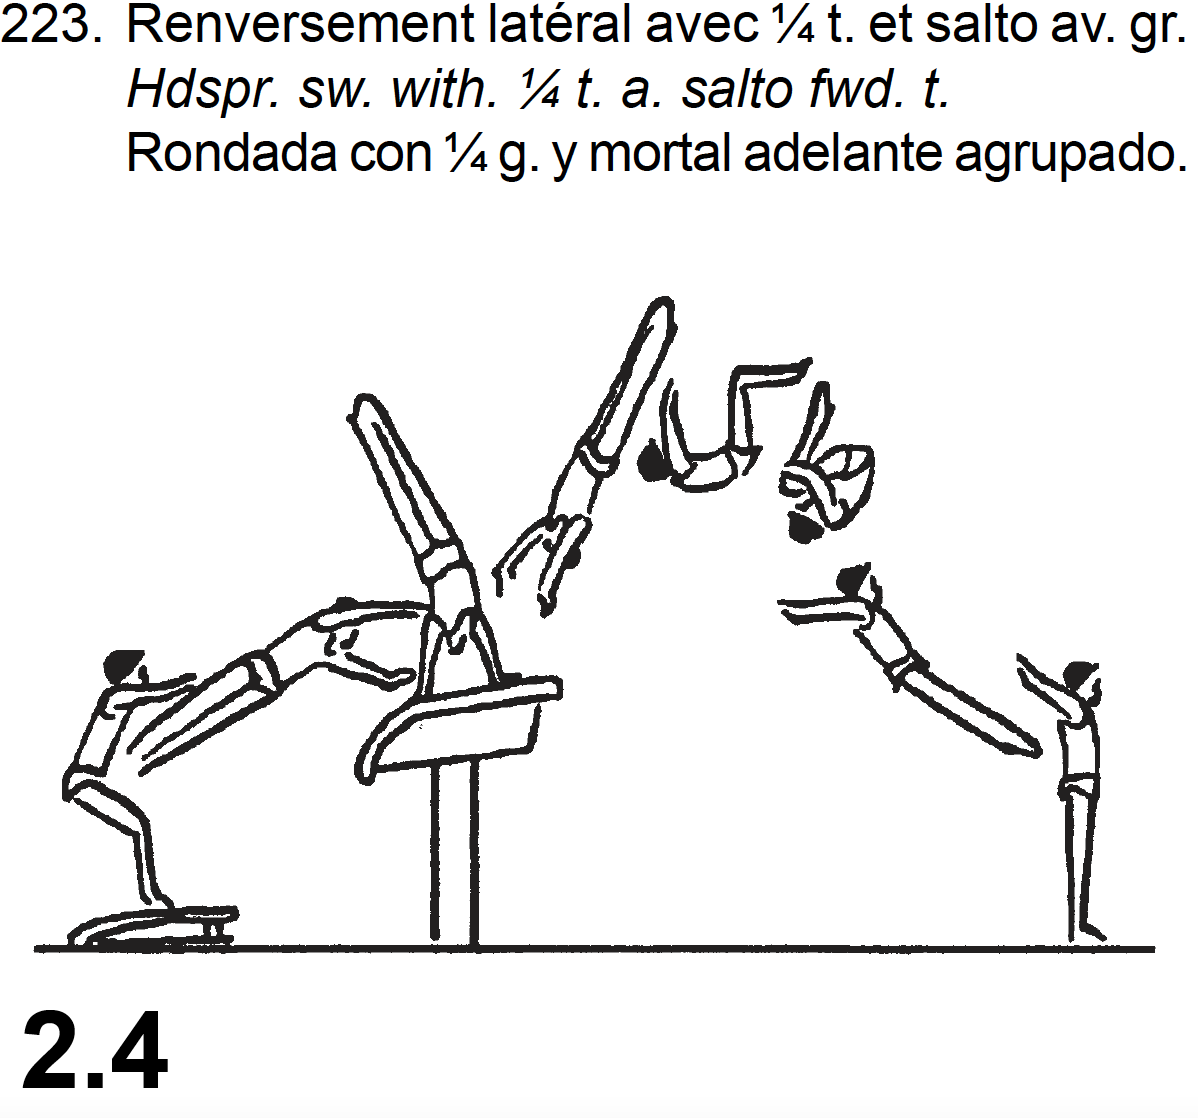 223. Renversement latéral avec ¼ t. et salto av. gr.
Hdspr. sw. with. ¼ t. a. salto fwd. t.
Rondada con ¼ g. y mortal adelante agrupado.
2.4